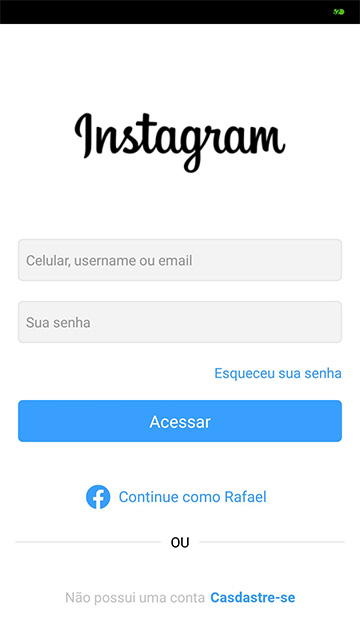 Instagram
Celular, username ou email
Sua senha
Esqueceu sua senha
Acessar
Continue como Rafael
OU
Não possui uma conta Casdastre-se